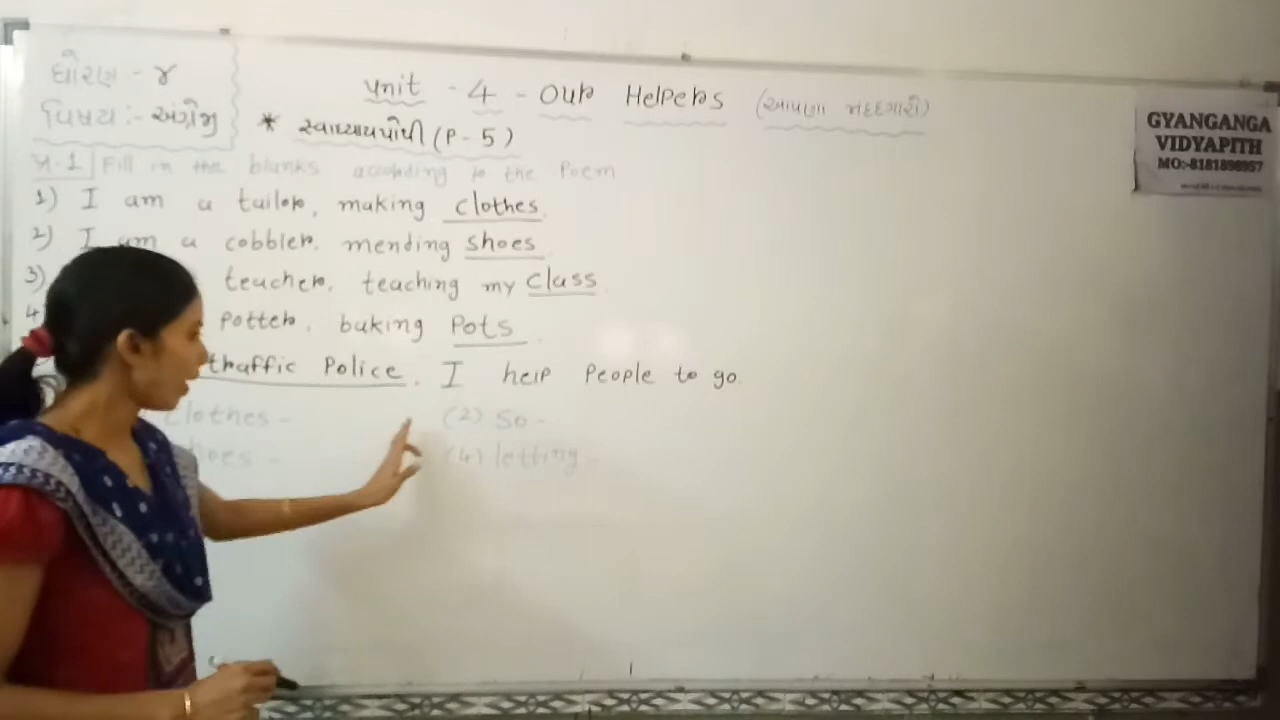 ધોરણ - ૪
વિષય :- અંગ્રેજી
Unit - 4 - Our Helpers (આપણા મદદગારો)
* સ્વાધ્યાયપોથી (P - 5)
પ્ર.1 Fill in the blanks according to the Poem
1) I am a tailor, making clothes.
2) I am a cobbler. mending shoes.
3) teacher. teaching my class.
4) Potter. baking Pots.
traffic Police. I help People to go.
Clothes - (2) So -
shoes - (4) letting -
GYANGANGA
VIDYAPITH
MO:-8181898957